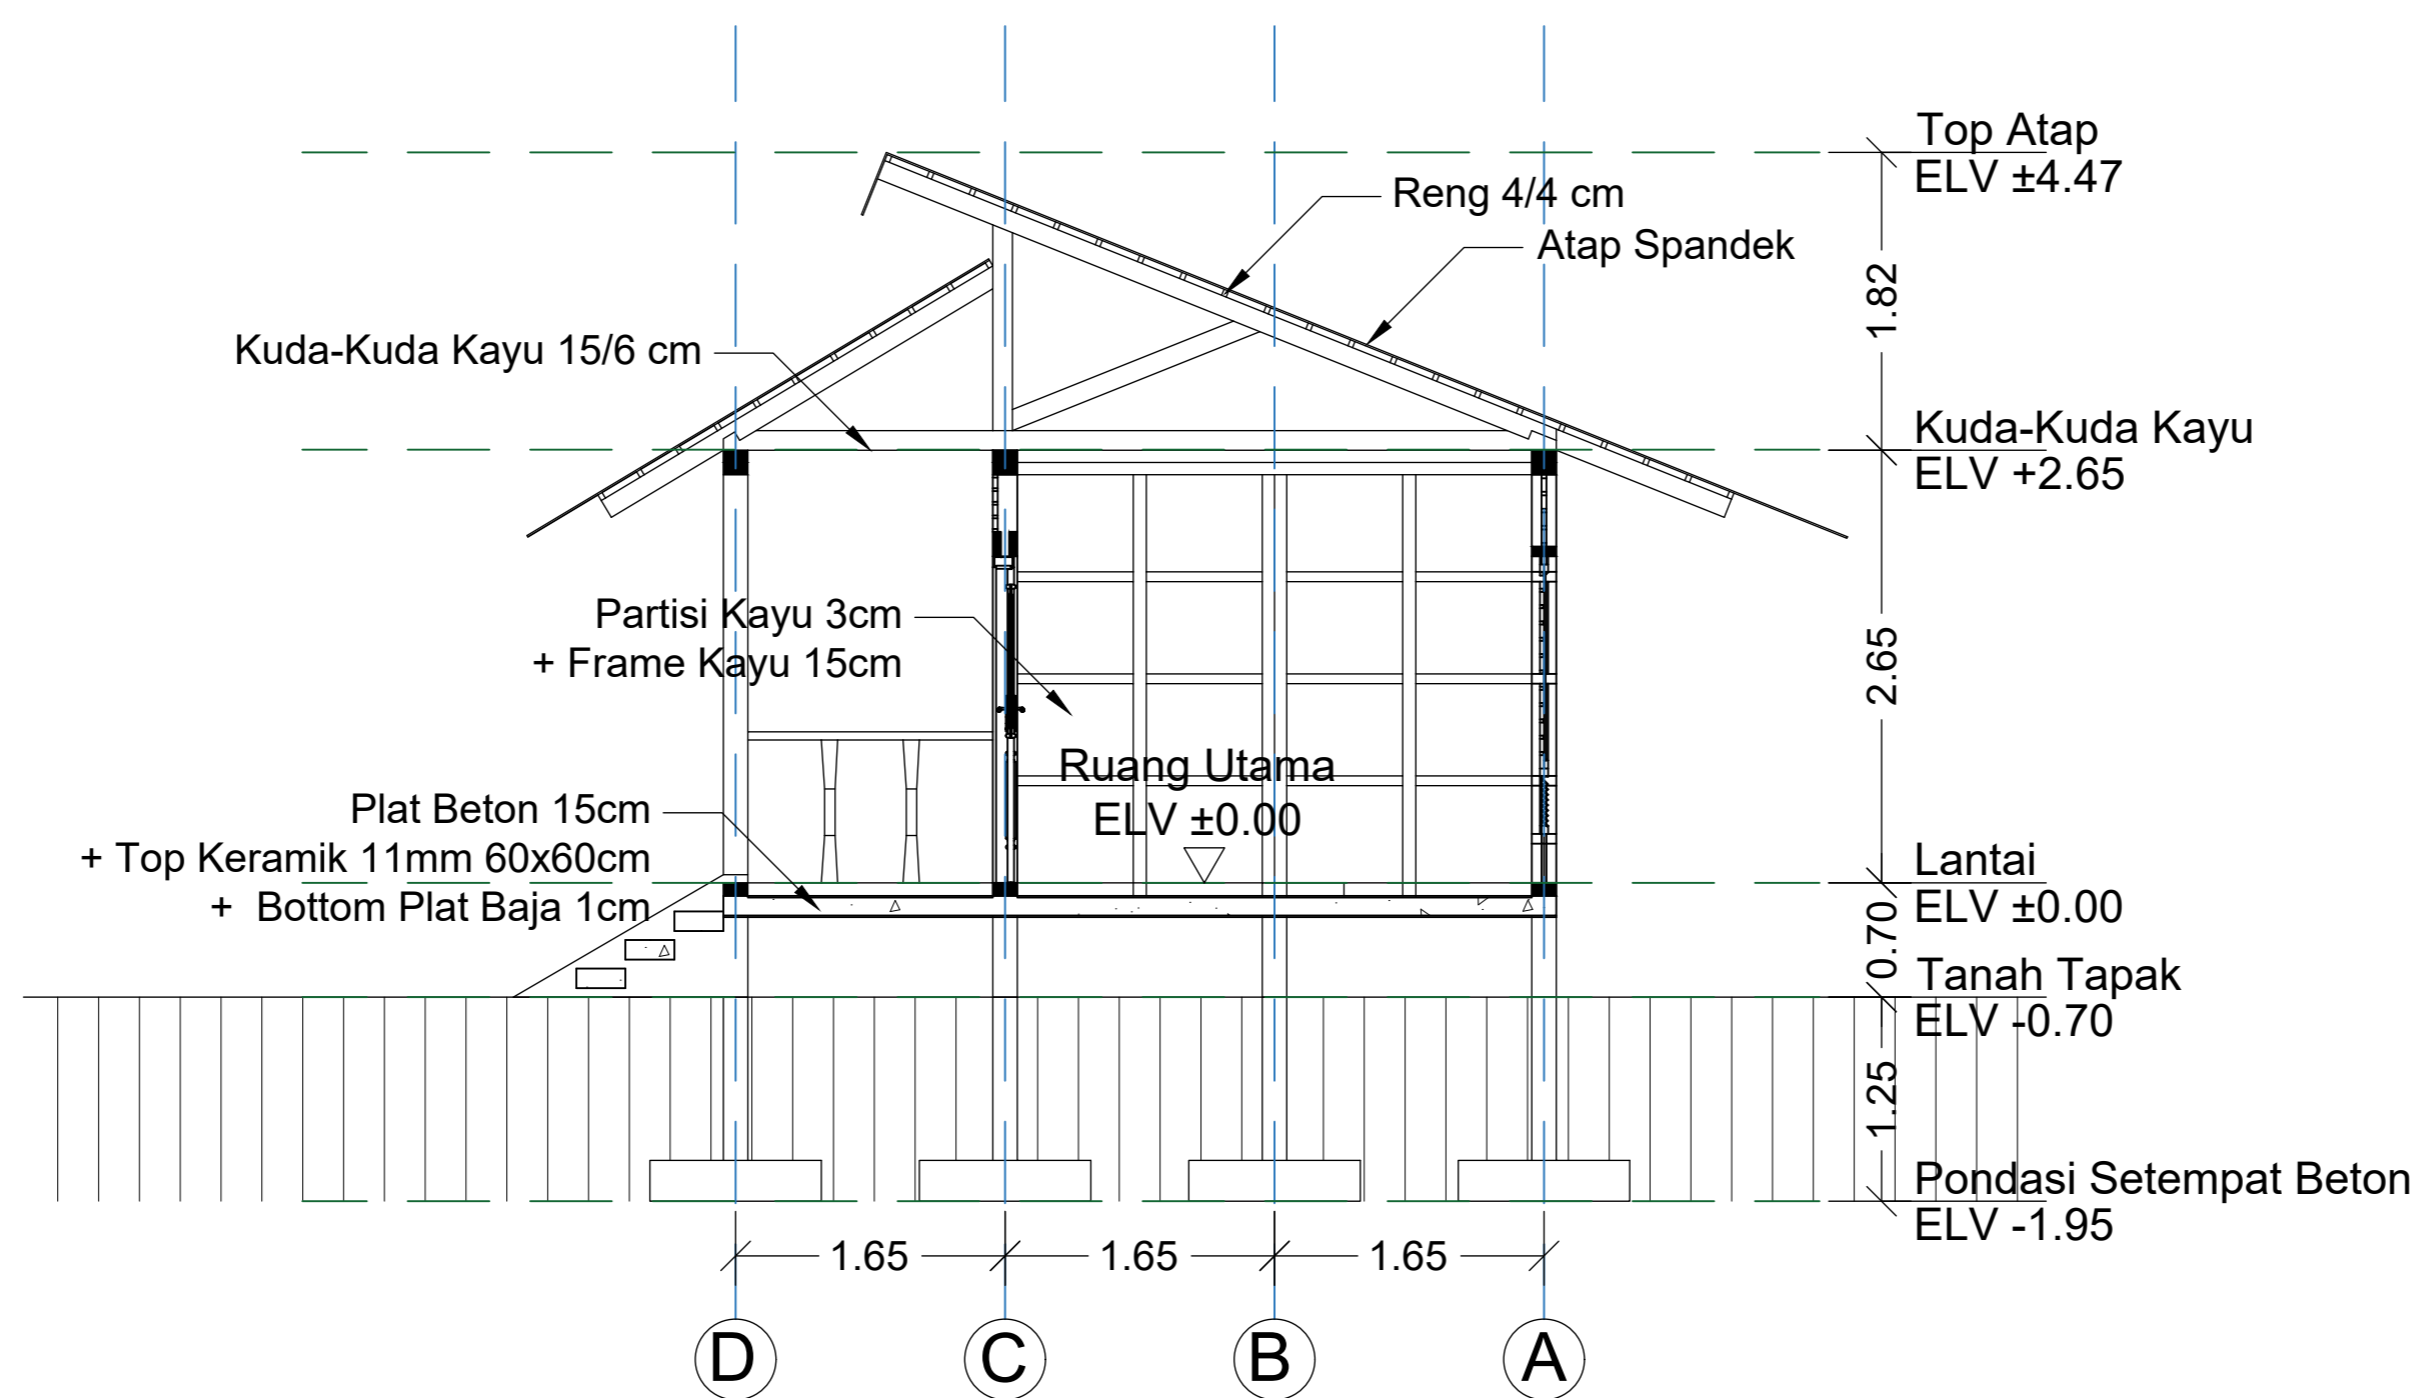 Top Atap
ELV ±4.47
Reng 4/4 cm
Atap Spandek
1.82
Kuda-Kuda Kayu 15/6 cm
Kuda-Kuda Kayu
ELV +2.65
Partisi Kayu 3cm
+ Frame Kayu 15cm
2.65
Ruang Utama
ELV ±0.00
Plat Beton 15cm
+ Top Keramik 11mm 60x60cm
+ Bottom Plat Baja 1cm
Lantai
ELV ±0.00
0.70
Tanah Tapak
ELV -0.70
1.25
Pondasi Setempat Beton
ELV -1.95
1.65 1.65 1.65
D C B A